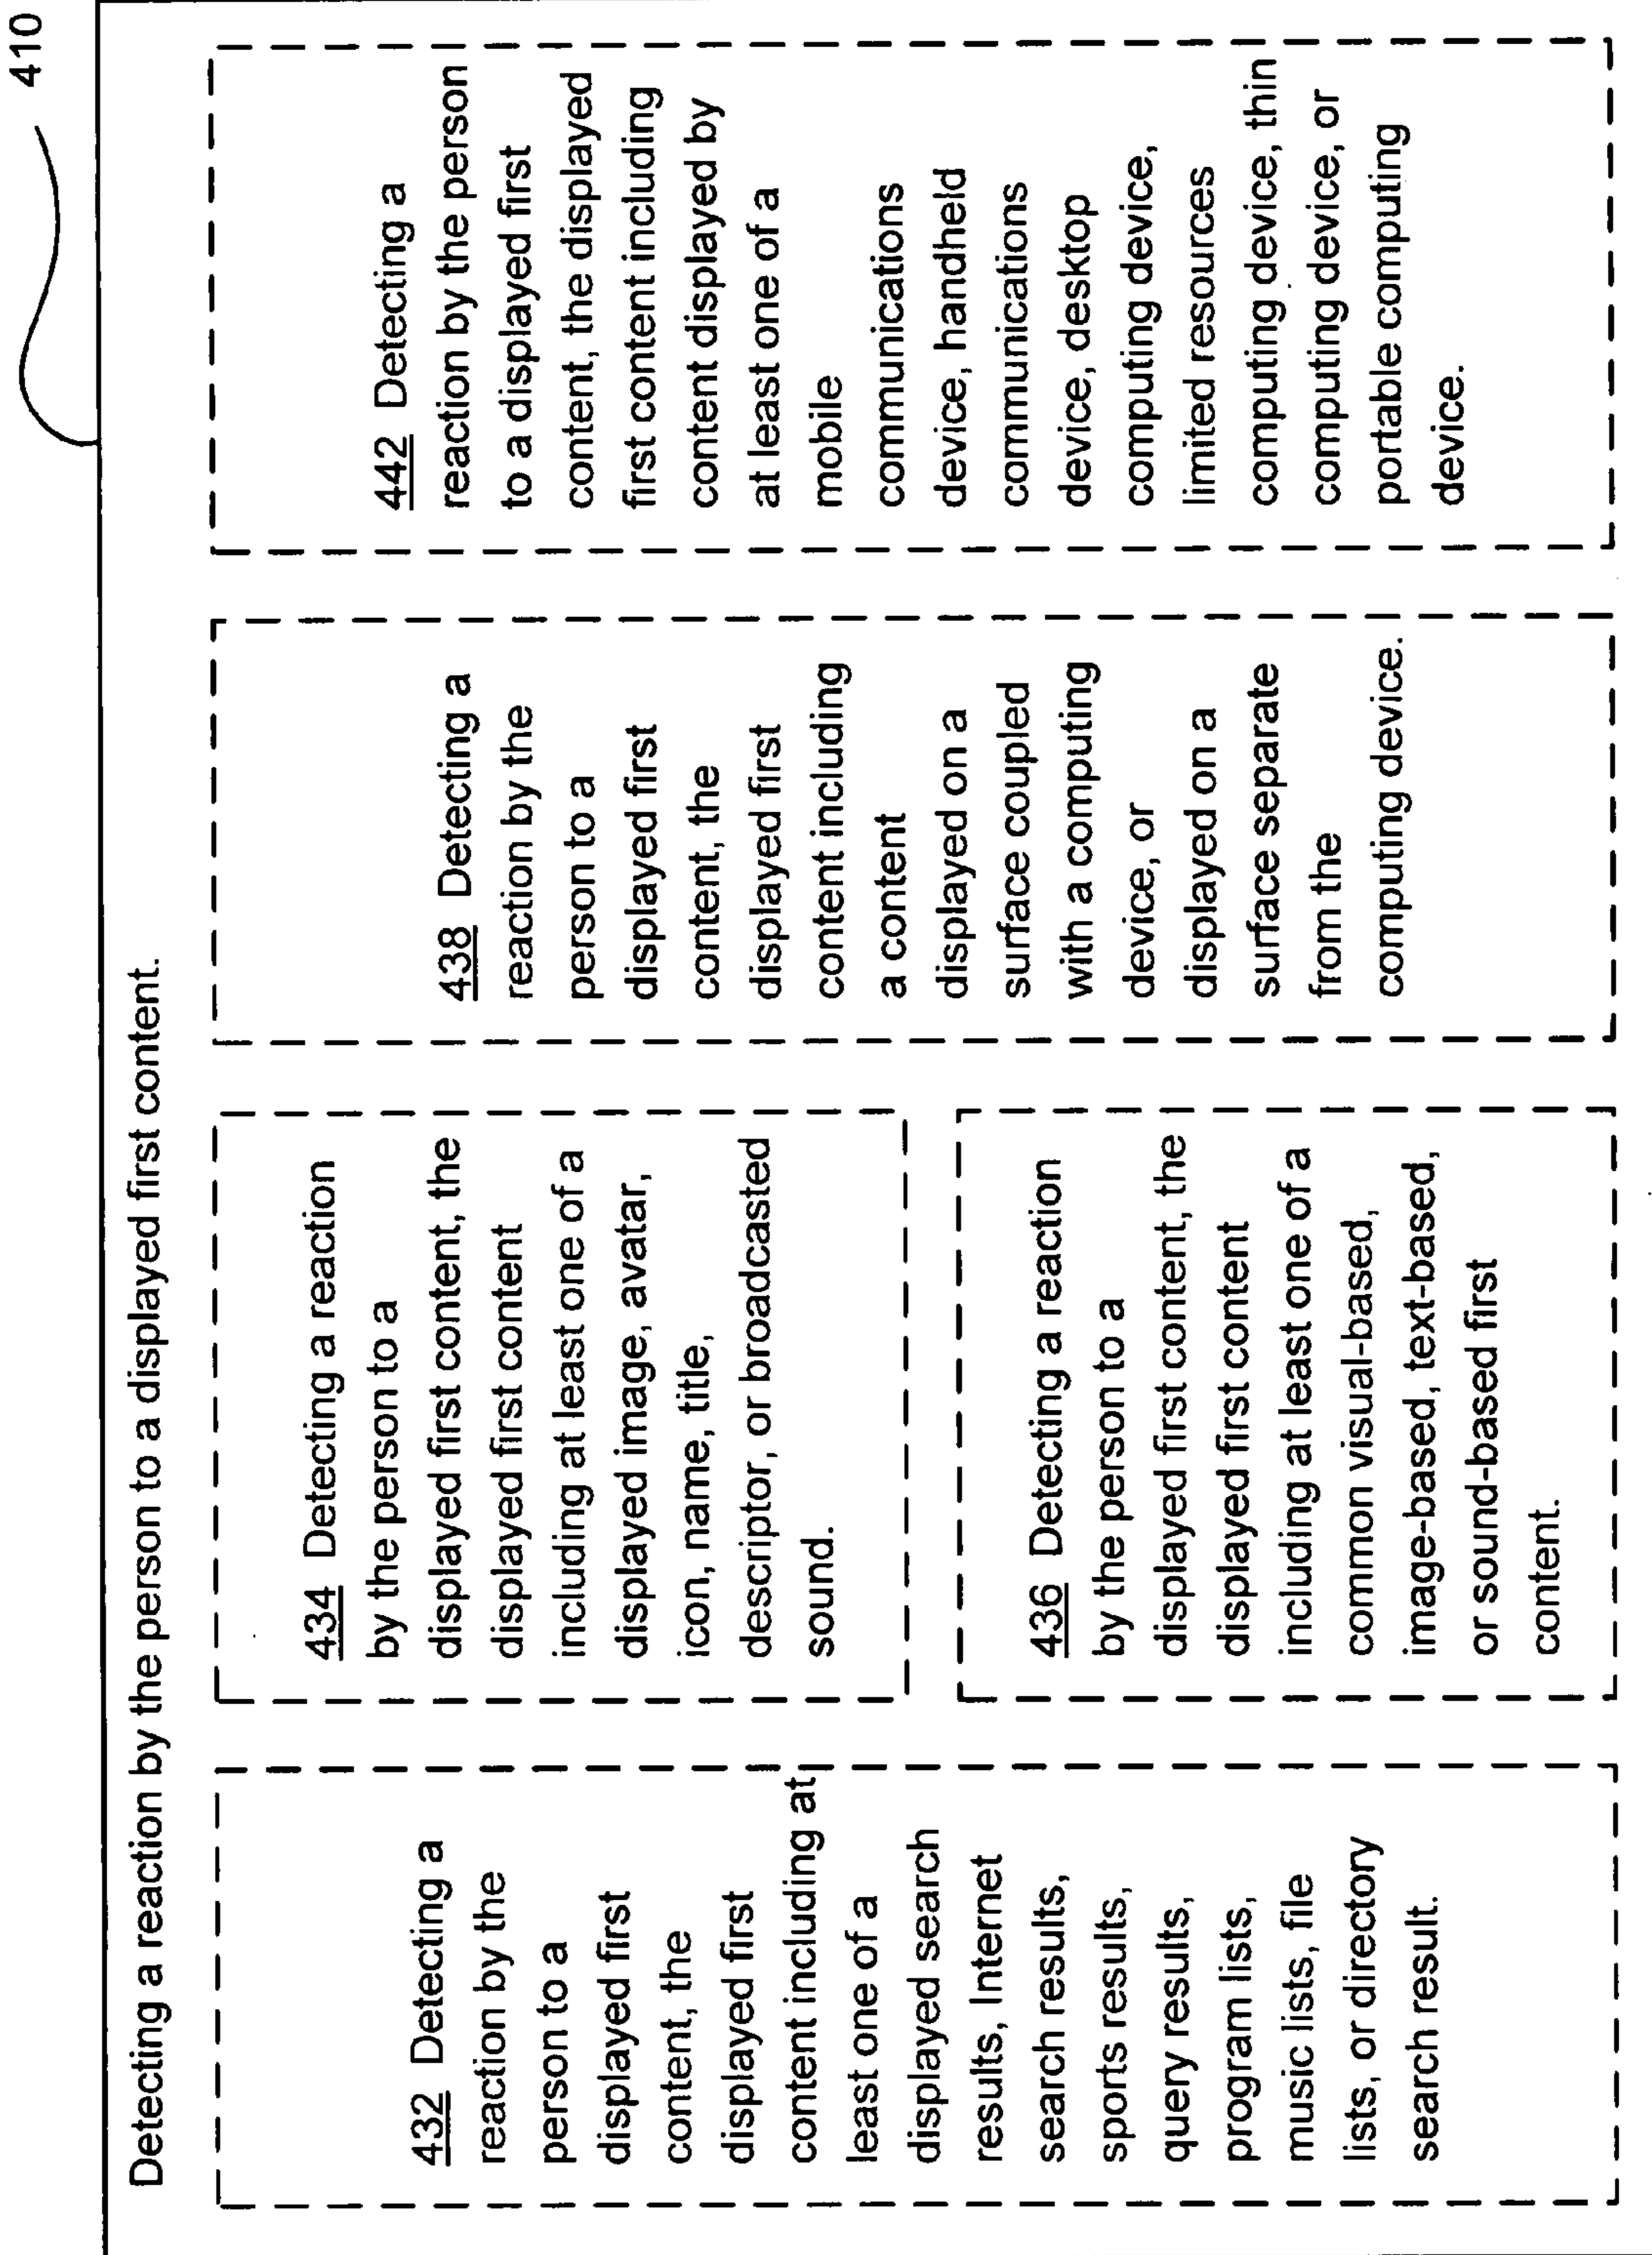 410
Detecting a reaction by the person to a displayed first content.
432 Detecting a
reaction by the
person to a
displayed first
content, the
displayed first
content including at
least one of a
displayed search
results, Internet
search results,
sports results,
query results,
program lists,
music lists, file
lists, or directory
search result.
434 Detecting a reaction
by the person to a
displayed first content, the
displayed first content
including at least one of a
displayed image, avatar,
icon, name, title,
descriptor, or broadcasted
sound.
436 Detecting a reaction
by the person to a
displayed first content, the
displayed first content
including at least one of a
common visual-based,
image-based, text-based,
or sound-based first
content.
438 Detecting a
reaction by the
person to a
displayed first
content, the
displayed first
content including
a content
displayed on a
surface coupled
with a computing
device, or
displayed on a
surface separate
from the
computing device.
442 Detecting a
reaction by the person
to a displayed first
content, the displayed
first content including
content displayed by
at least one of a
mobile
communications
device, handheld
communications
device, desktop
computing device,
limited resources
computing device, thin
computing device, or
portable computing
device.